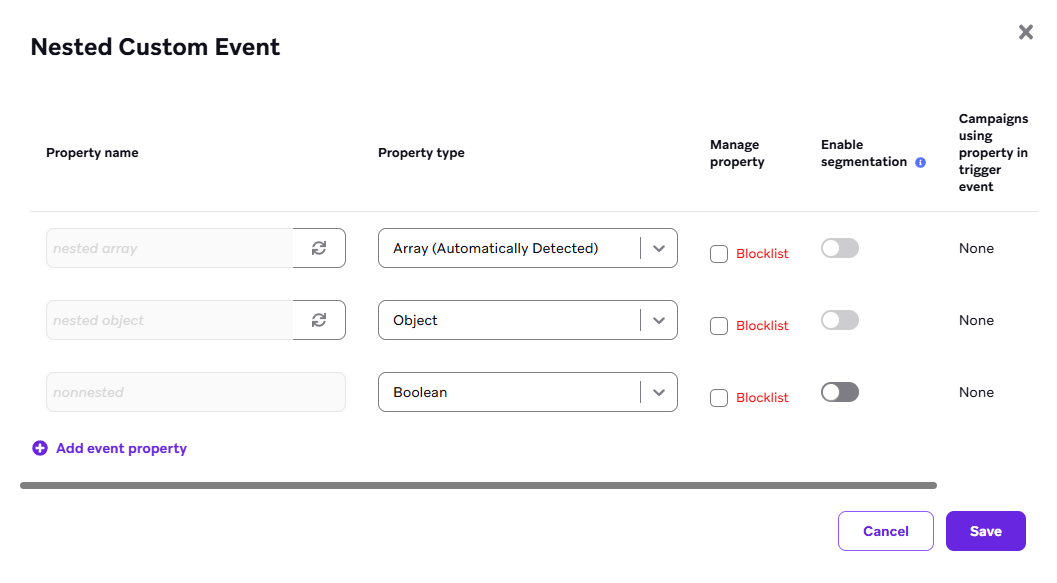 Nested Custom Event
Property name
Property type
Manage
property
Enable
segmentation
Campaigns
using
property in
trigger
event
nested array
Array (Automatically Detected)
Blocklist
None
nested object
Object
Blocklist
None
nonnested
Boolean
Blocklist
None
Add event property
Cancel
Save